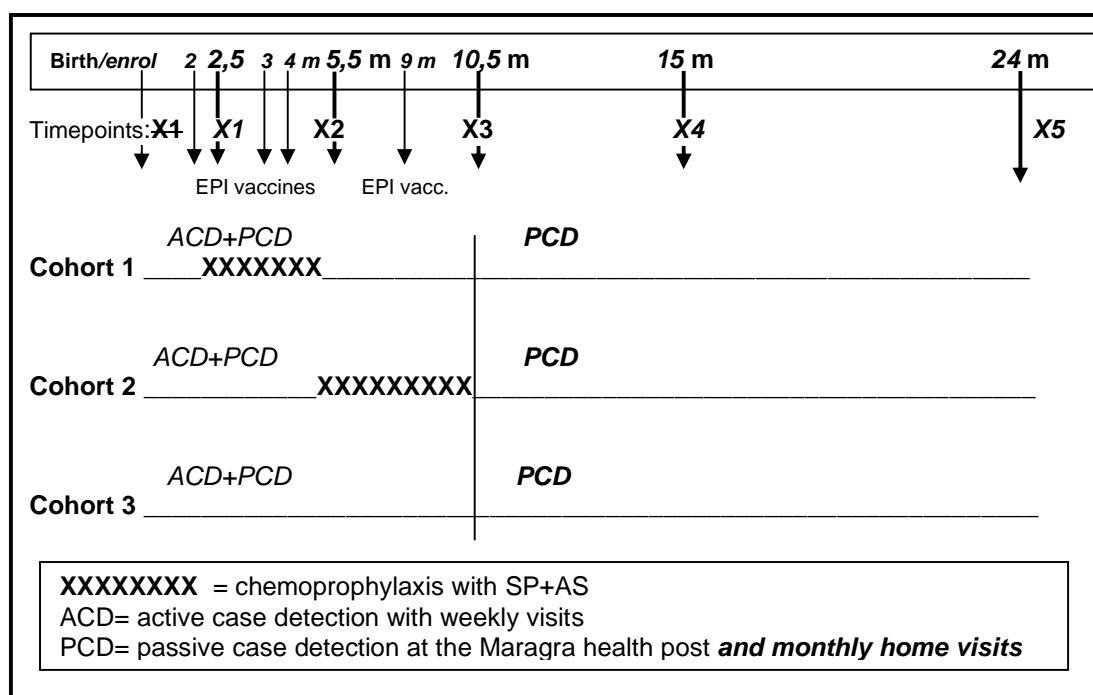 Birth/enrol 2 2,5 3 4 m 5,5 m 9 m 10,5 m 15 m 24 m
Timepoints: X1 X1 X2 X3 X4 X5
EPI vaccines EPI vacc.
ACD+PCD PCD
Cohort 1 ____XXXXXXX____
ACD+PCD PCD
Cohort 2 ____XXXXXXXXX____
ACD+PCD PCD
Cohort 3 ____
XXXXXXXX = chemoprophylaxis with SP+AS
ACD= active case detection with weekly visits
PCD= passive case detection at the Maragra health post and monthly home visits